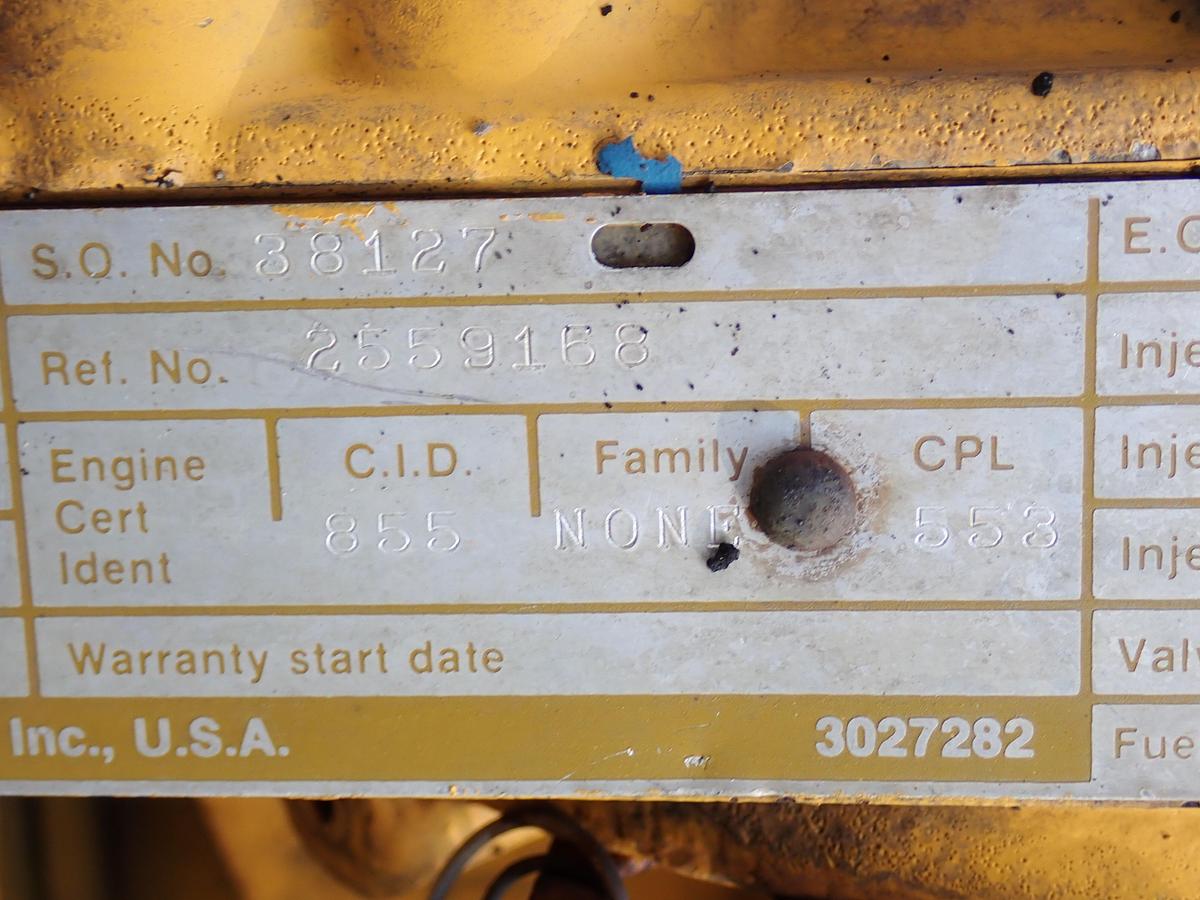 S.O. No. 38127
E.C
Ref. No. 2559168
Inje
Engine Cert Ident
C.I.D.
855
Family
NONE
CPL
553
Inje
Inje
Warranty start date
Valv
Inc., U.S.A.
3027282
Fue